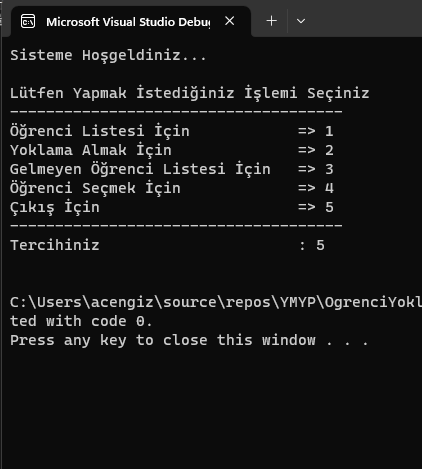 Microsoft Visual Studio Debug
Sisteme Hoşgeldiniz...
Lütfen Yapmak İstediğiniz İşlemi Seçiniz
-------------------------------------
Öğrenci Listesi İçin => 1
Yoklama Almak İçin => 2
Gelmeyen Öğrenci Listesi İçin => 3
Öğrenci Seçmek İçin => 4
Çıkış İçin => 5
-------------------------------------
Tercihiniz : 5
C:\Users\acengiz\source\repos\YMYP\OgrenciYokl
ted with code 0.
Press any key to close this window . . .